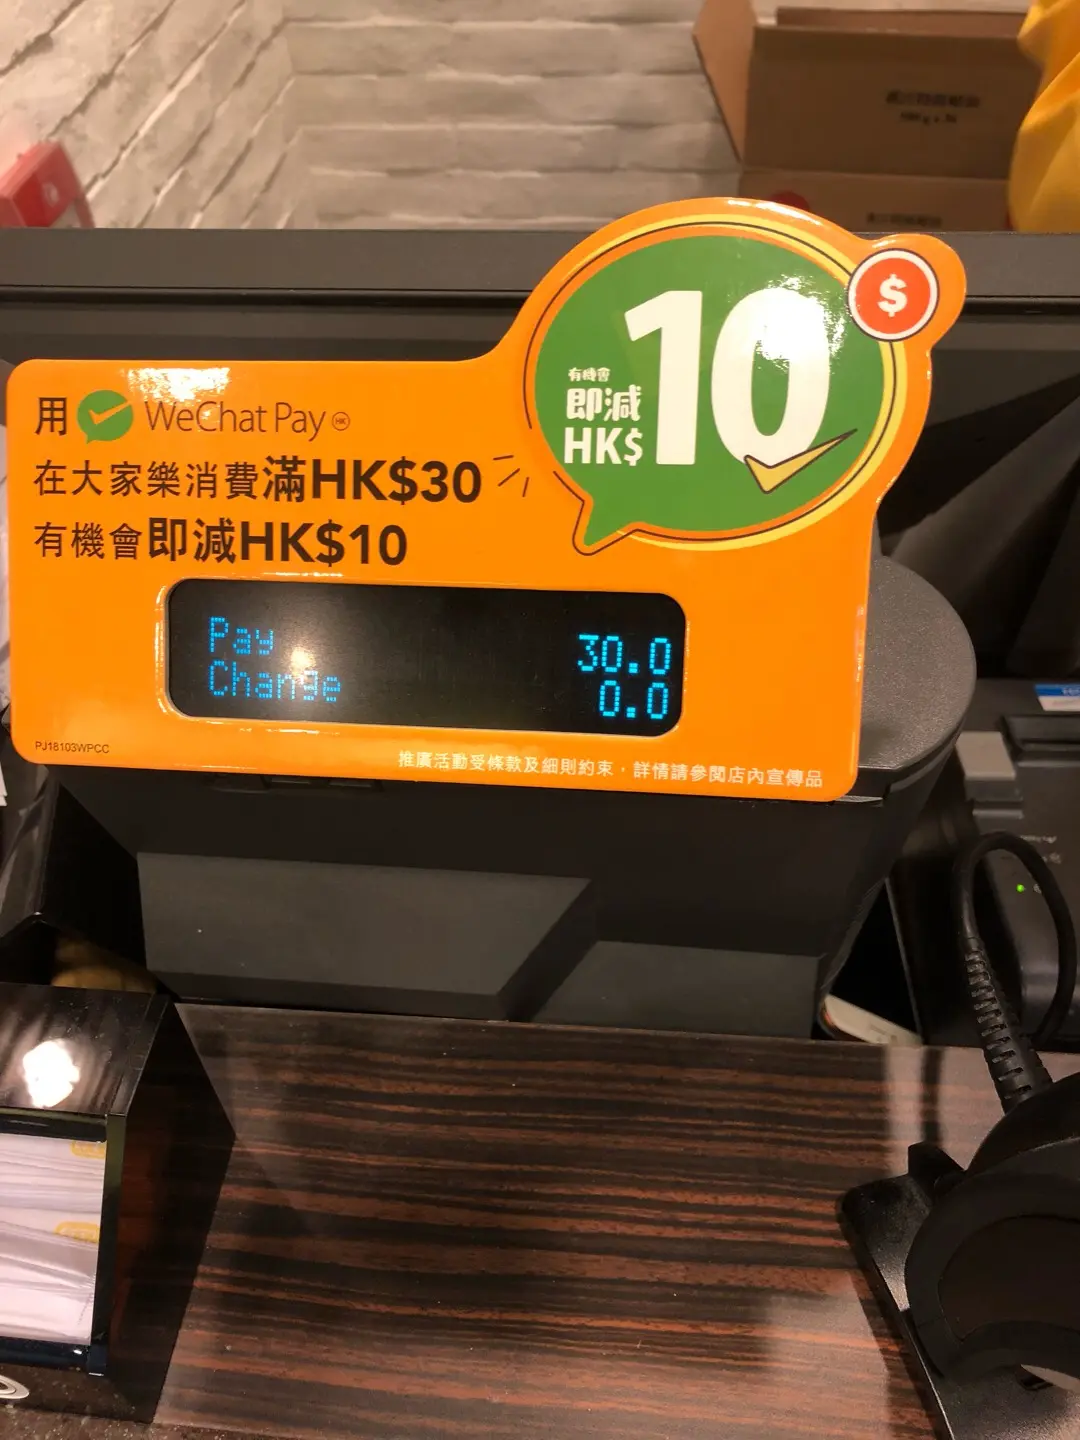 有機會
即減
HK$10
$
用 WeChat Pay HK
在大家樂消費滿HK$30
有機會即減HK$10
Pay 30.0
Change 0.0
PJ18103WPCC
推廣活動受條款及細則約束，詳情請參閱店內宣傳品